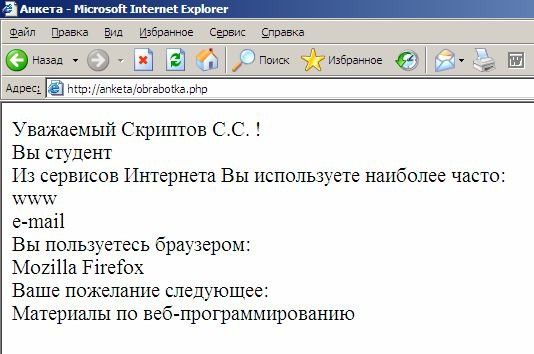 Анкета - Microsoft Internet Explorer
Файл Правка Вид Избранное Сервис Справка
Назад Поиск Избранное
Адрес: http://anketa/obrabotka.php
Уважаемый Скриптов С.С. !
Вы студент
Из сервисов Интернета Вы используете наиболее часто:
www
e-mail
Вы пользуетесь браузером:
Mozilla Firefox
Ваше пожелание следующее:
Материалы по веб-программированию